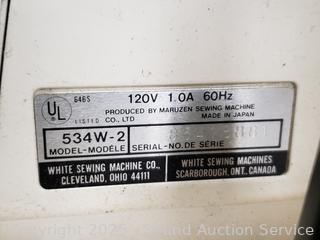 UL
LISTED
646S
120V 1.0A 60Hz
PRODUCED BY MARUZEN SEWING MACHINE
CO., LTD
MADE IN JAPAN
534W-2
MODEL-MODÈLE
SERIAL-NO.DE SÉRIE
WHITE SEWING MACHINE CO.,
CLEVELAND, OHIO 44111
WHITE SEWING MACHINES
SCARBOROUGH, ONT. CANADA